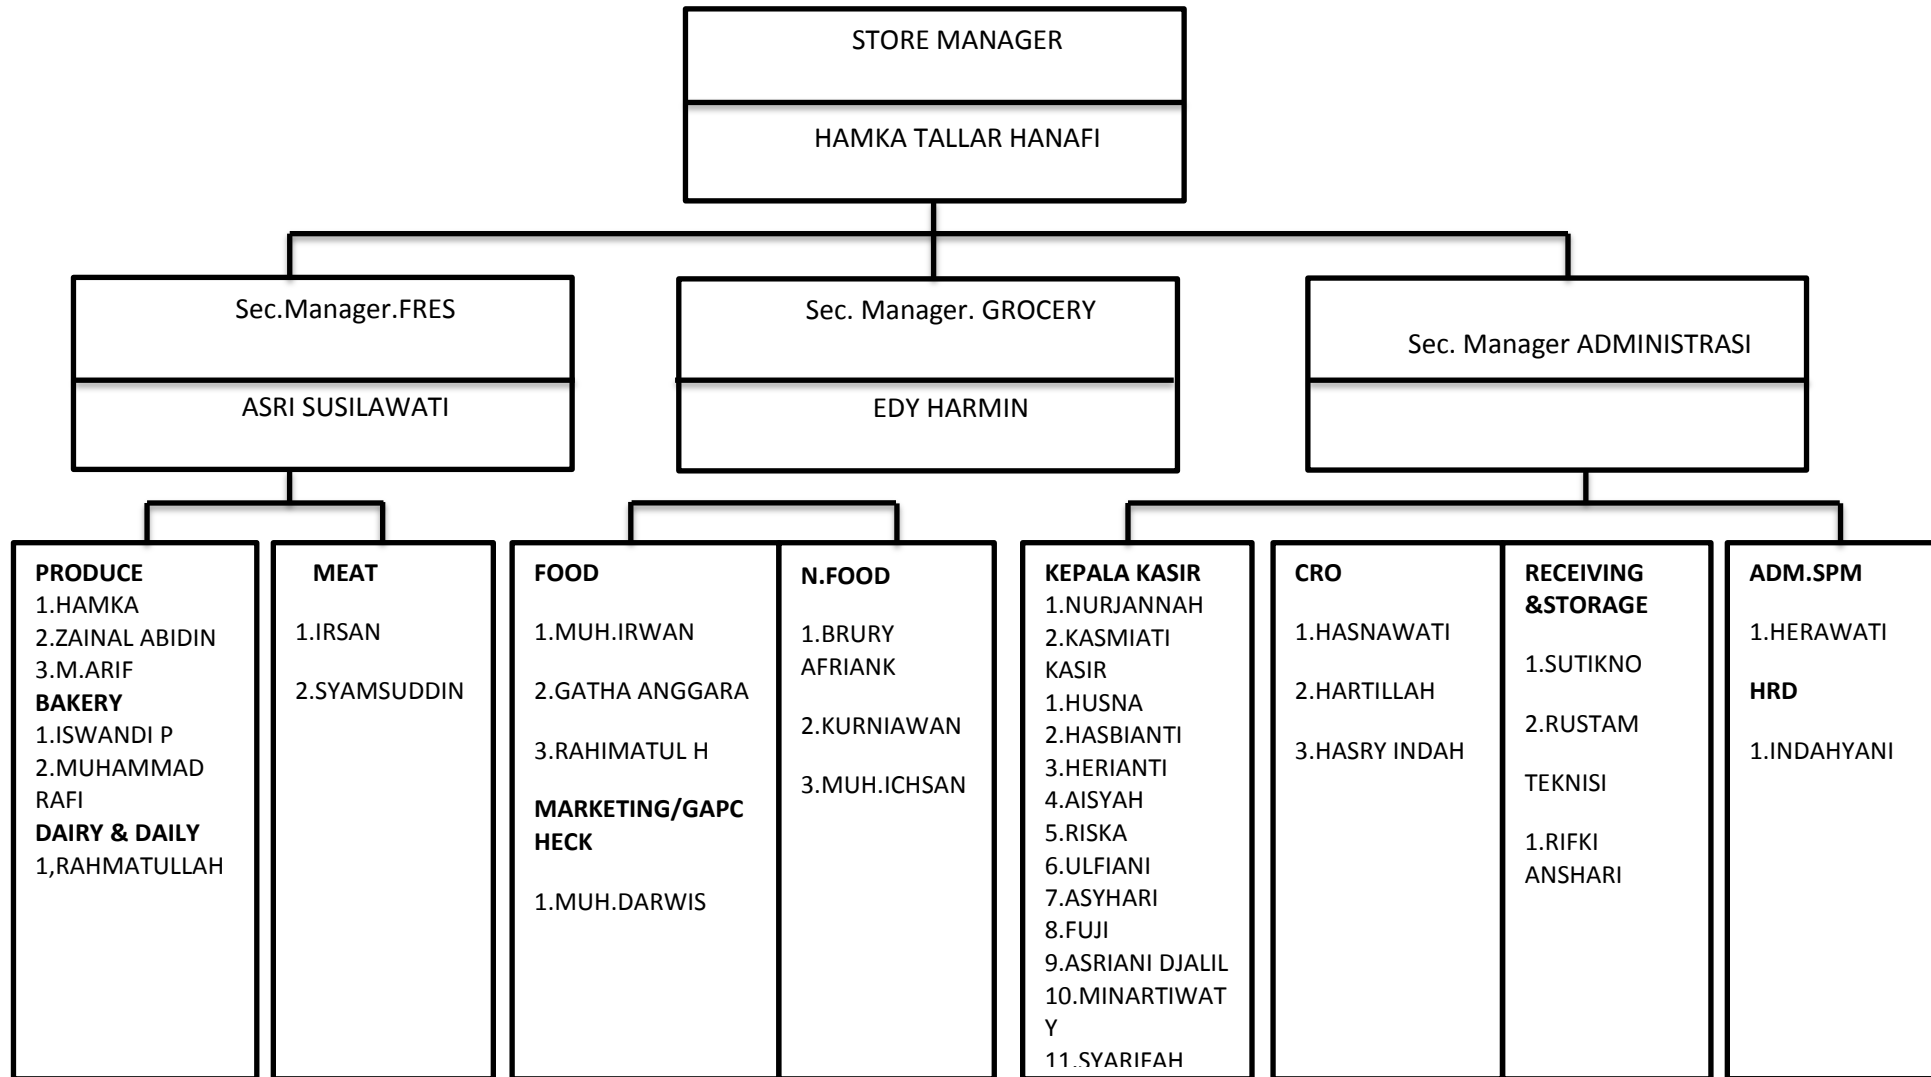 STORE MANAGER
HAMKA TALLAR HANAFI
Sec.Manager.FRES
ASRI SUSILAWATI
Sec. Manager. GROCERY
EDY HARMIN
Sec. Manager ADMINISTRASI
PRODUCE
1.HAMKA
2.ZAINAL ABIDIN
3.M.ARIF
BAKERY
1.ISWANDI P
2.MUHAMMAD
RAFI
DAIRY & DAILY
1,RAHMATULLAH
MEAT
1.IRSAN
2.SYAMSUDDIN
FOOD
1.MUH.IRWAN
2.GATHA ANGGARA
3.RAHIMATUL H
MARKETING/GAPC
HECK
1.MUH.DARWIS
N.FOOD
1.BRURY
AFRIANK
2.KURNIAWAN
3.MUH.ICHSAN
KEPALA KASIR
1.NURJANNAH
2.KASMIATI
KASIR
1.HUSNA
2.HASBIANTI
3.HERIANTI
4.AISYAH
5.RISKA
6.ULFIANI
7.ASYHARI
8.FUJI
9.ASRIANI DJALIL
10.MINARTIWAT
Y
11.SYARIFAH
CRO
1.HASNAWATI
2.HARTILLAH
3.HASRY INDAH
RECEIVING
&STORAGE
1.SUTIKNO
2.RUSTAM
TEKNISI
1.RIFKI
ANSHARI
ADM.SPM
1.HERAWATI
HRD
1.INDAHYANI